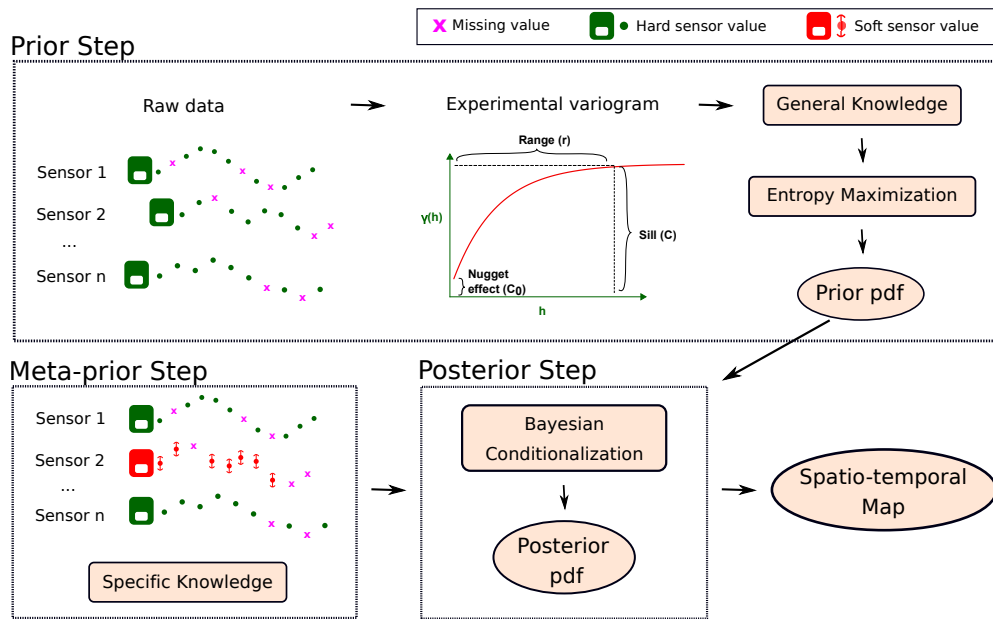 x Missing value
Hard sensor value
Soft sensor value
Prior Step
Raw data
Experimental variogram
General Knowledge
Sensor 1
Sensor 2
...
Sensor n
Range (r)
γ(h)
Sill (C)
Nugget
effect (C₀)
h
Entropy Maximization
Prior pdf
Meta-prior Step
Sensor 1
Sensor 2
...
Sensor n
Specific Knowledge
Posterior Step
Bayesian
Conditionalization
Posterior
pdf
Spatio-temporal
Map